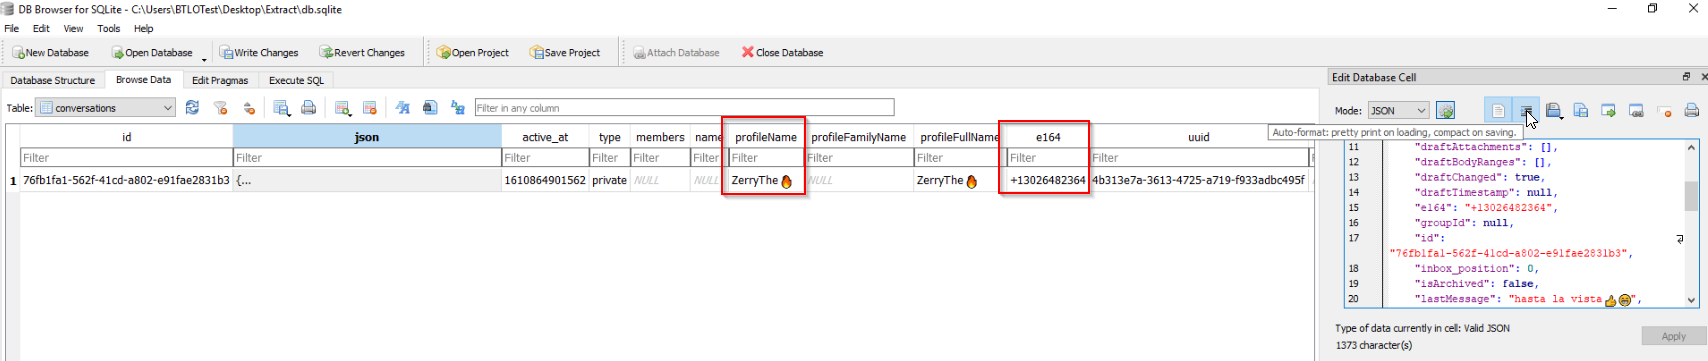 DB Browser for SQLite - C:\Users\BTLOTest\Desktop\Extract\db.sqlite
File Edit View Tools Help
New Database Open Database Write Changes Revert Changes Open Project Save Project Attach Database Close Database
Database Structure Browse Data Edit Pragmas Execute SQL
Edit Database Cell
Table: conversations Filter in any column
Mode: JSON
Auto-format: pretty print on loading, compact on saving.
id json active_at type members name profileName profileFamilyName profileFullName e164 uuid
Filter Filter Filter Filter Filter Filter Filter Filter Filter Filter Filter
1 76fb1fa1-562f-41cd-a802-e91fae2831b3 {... 1610864901562 private NULL NULL ZerryThe🔥 NULL ZerryThe🔥 +13026482364 4b313e7a-3613-4725-a719-f933adbc495f
11 "draftAttachments": [],
12 "draftBodyRanges": [],
13 "draftChanged": true,
14 "draftTimestamp": null,
15 "e164": "+13026482364",
16 "groupId": null,
17 "id":
"76fb1fa1-562f-41cd-a802-e91fae2831b3",
18 "inbox_position": 0,
19 "isArchived": false,
20 "lastMessage": "hasta la vista👍😁",
Type of data currently in cell: Valid JSON
1373 character(s)
Apply